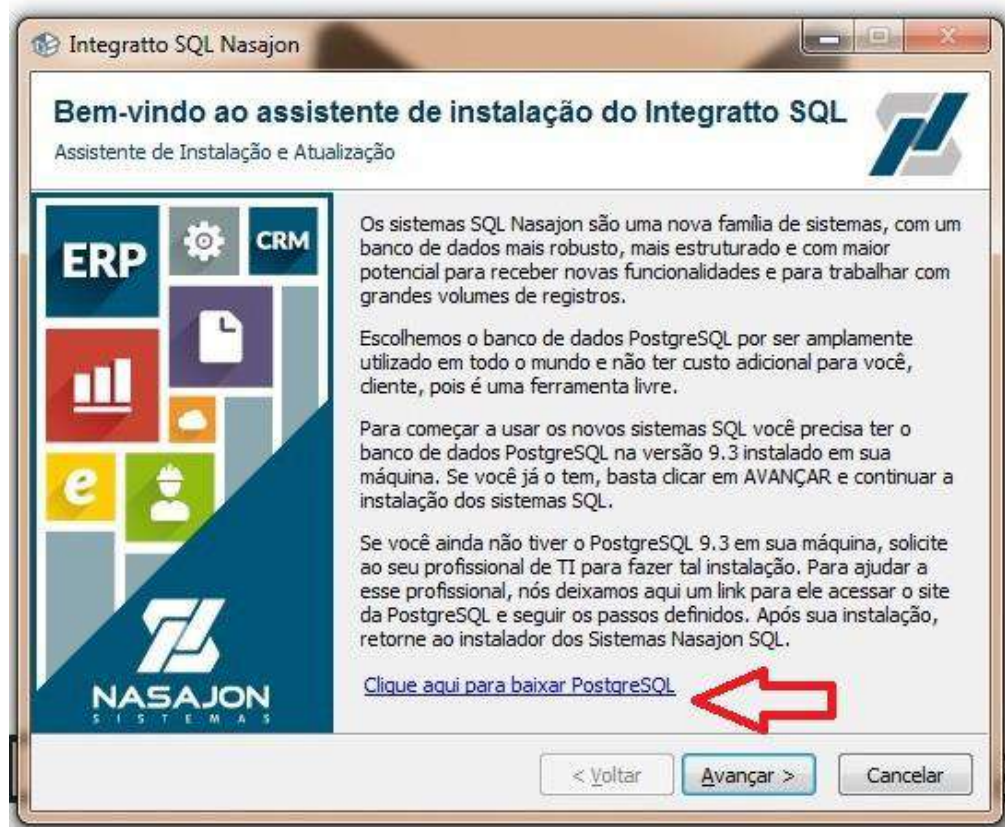 Integratto SQL Nasajon
Bem-vindo ao assistente de instalação do Integratto SQL
Assistente de Instalação e Atualização
ERP
CRM
e
NASAJON
SISTEMAS
Os sistemas SQL Nasajon são uma nova família de sistemas, com um
banco de dados mais robusto, mais estruturado e com maior
potencial para receber novas funcionalidades e para trabalhar com
grandes volumes de registros.
Escolhemos o banco de dados PostgreSQL por ser amplamente
utilizado em todo o mundo e não ter custo adicional para você,
cliente, pois é uma ferramenta livre.
Para começar a usar os novos sistemas SQL você precisa ter o
banco de dados PostgreSQL na versão 9.3 instalado em sua
máquina. Se você já o tem, basta clicar em AVANÇAR e continuar a
instalação dos sistemas SQL.
Se você ainda não tiver o PostgreSQL 9.3 em sua máquina, solicite
ao seu profissional de TI para fazer tal instalação. Para ajudar a
esse profissional, nós deixamos aqui um link para ele acessar o site
da PostgreSQL e seguir os passos definidos. Após sua instalação,
retorne ao instalador dos Sistemas Nasajon SQL.
Clique aqui para baixar PostgreSQL
< Voltar
Avançar >
Cancelar